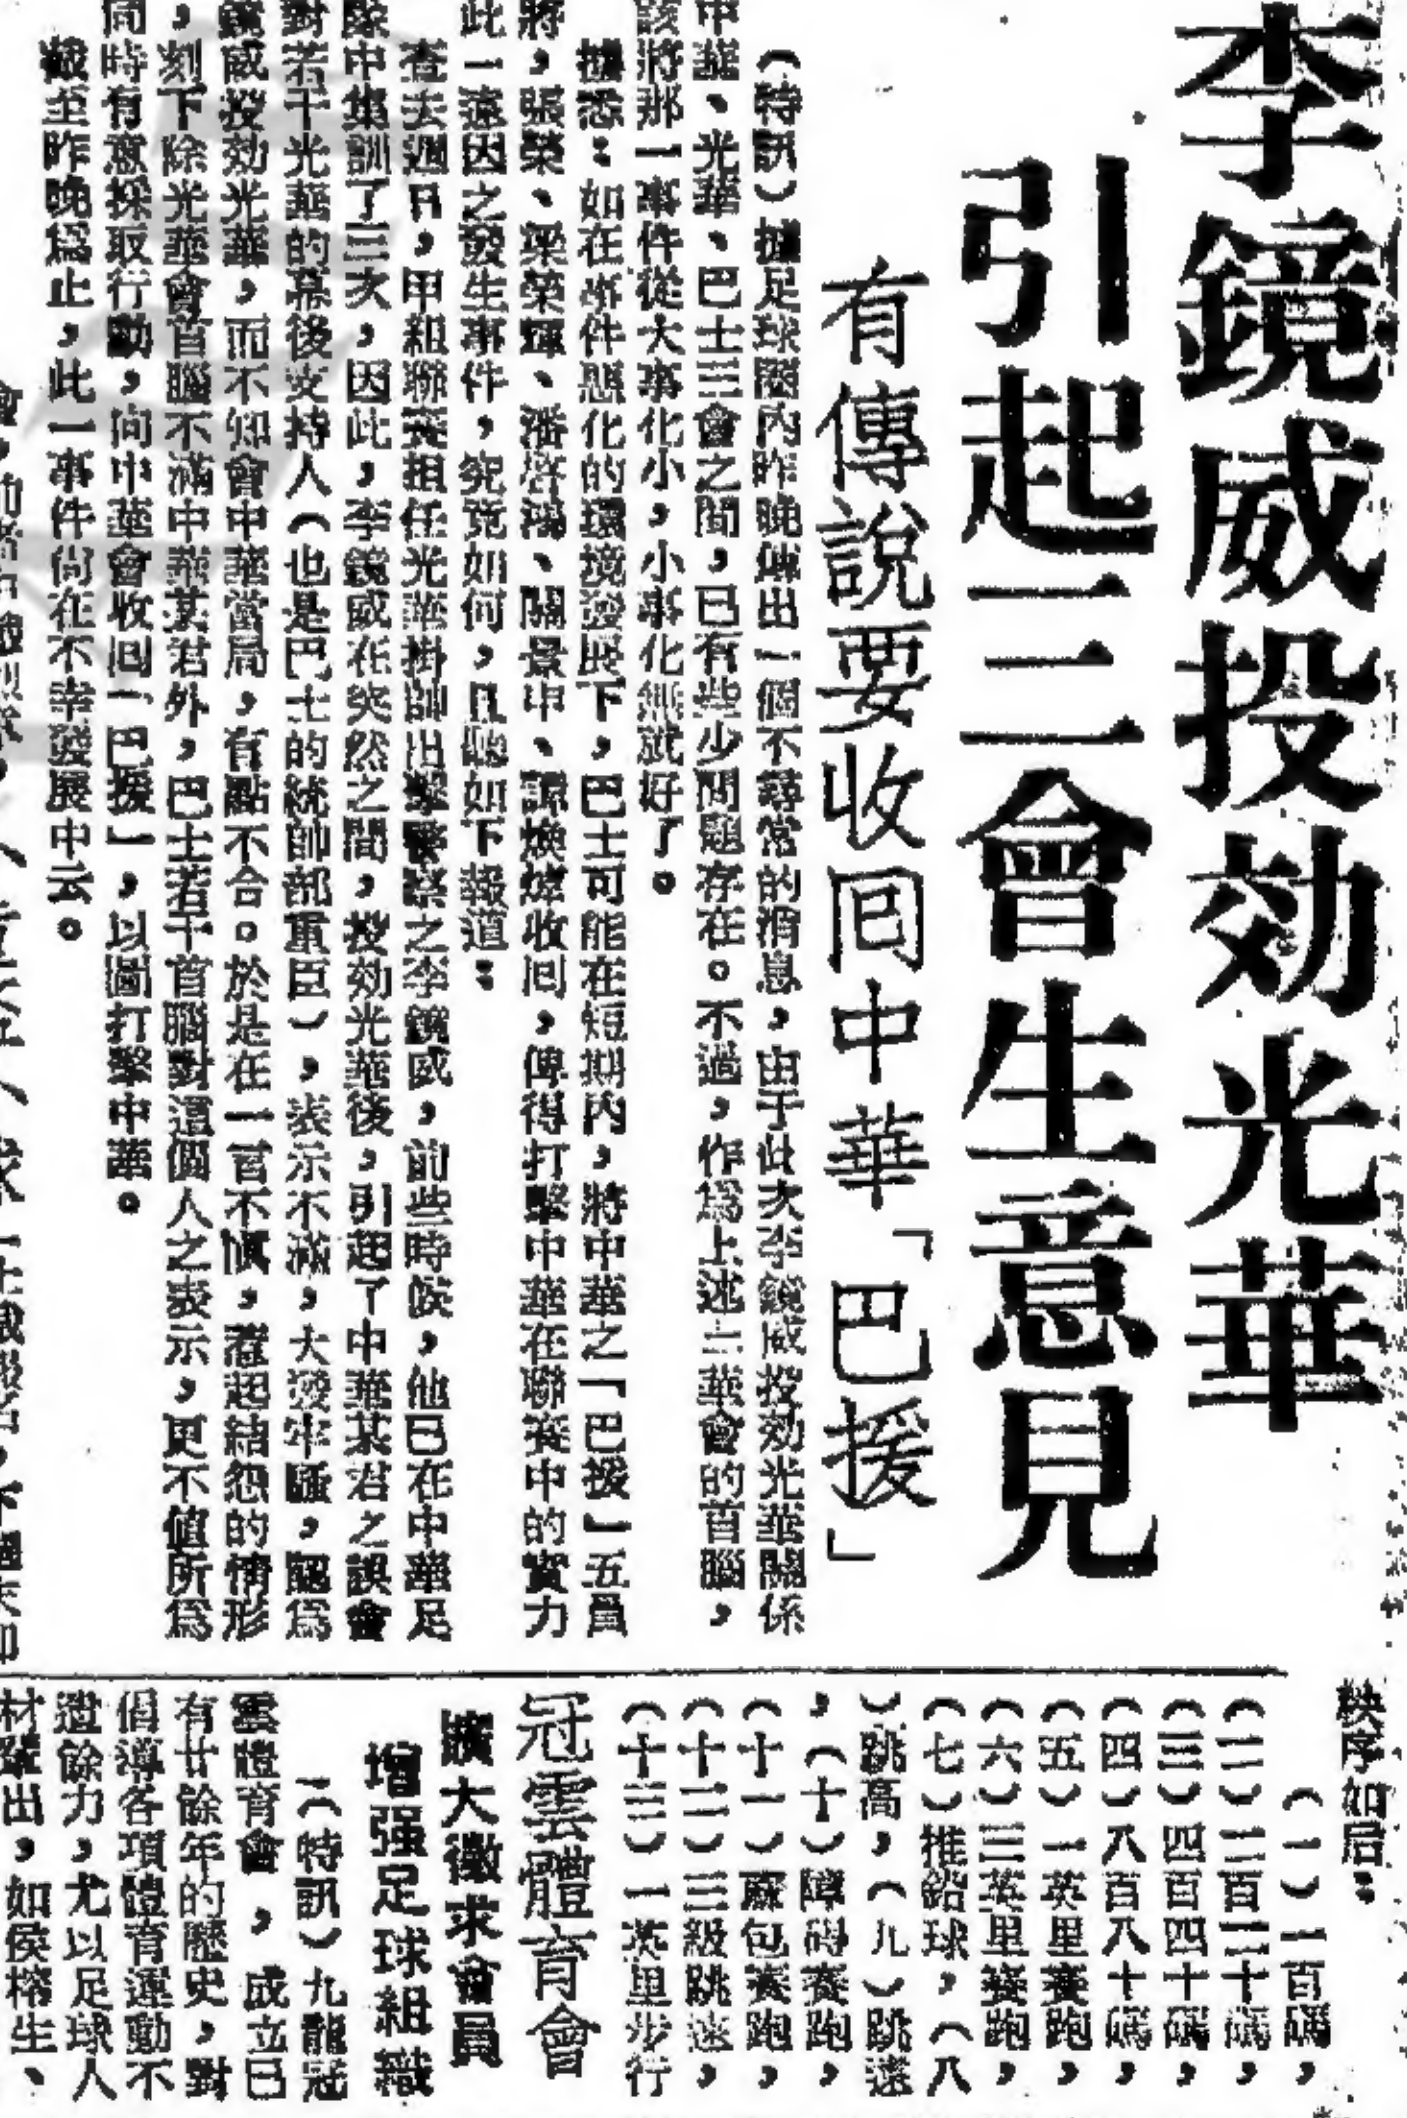 李鏡威投効光華
引起三會生意見
有傳說要收回中華「巴援」
（特訊）據足球圈內昨晚傳出一個不尋常的消息，由于此次李鏡威投効光華關係
中華、光華、巴士三會之間，已有些少問題存在。不過，作爲上述三華會的首腦，
該將那一事件從大事化小，小事化無就好了。
據悉：如在事件惡化的環境發展下，巴士可能在短期內，將中華之「巴援」五員
將，張榮、梁榮輝、潘培鴻、關景申、譚煥焯收回，俾得打擊中華在聯賽中的實力
此一遠因之發生事件，究竟如何，且聽如下報道：
查去週日，甲組聯賽担任光華掛帥出擊警察之李鏡威，前些時候，他已在中華足
隊中集訓了三次，因此，李鏡威在突然之間，投効光華後，引起了中華某君之誤會
對若干光華的幕後支持人（也是巴士的統帥部重臣），表示不滿，大發牢騷，認爲
鏡威投効光華，而不知會中華當局，有點不合。於是在一言不慎，惹起結怨的情形
，刻下除光華會首腦不滿中華某君外，巴士若干首腦對這個人之表示，更不值所爲
同時有意採取行動，向中華會收回「巴援」，以圖打擊中華。
截至昨晚爲止，此一事件尙在不幸發展中云。
秩序如后：
（一）一百碼，
（二）二百二十碼，
（三）四百四十碼，
（四）八百八十碼，
（五）一英里賽跑，
（六）三英里賽跑，
（七）推鉛球，（八
）跳高，（九）跳遠
，（十）障碍賽跑，
（十一）蔴包賽跑，
（十二）三級跳遠，
（十三）一英里步行
冠雲體育會
擴大徵求會員
增强足球組織
（特訊）九龍冠
雲體育會，成立已
有廿餘年的歷史，對
倡導各項體育運動不
遺餘力，尤以足球人
材羅出，如侯榕生、